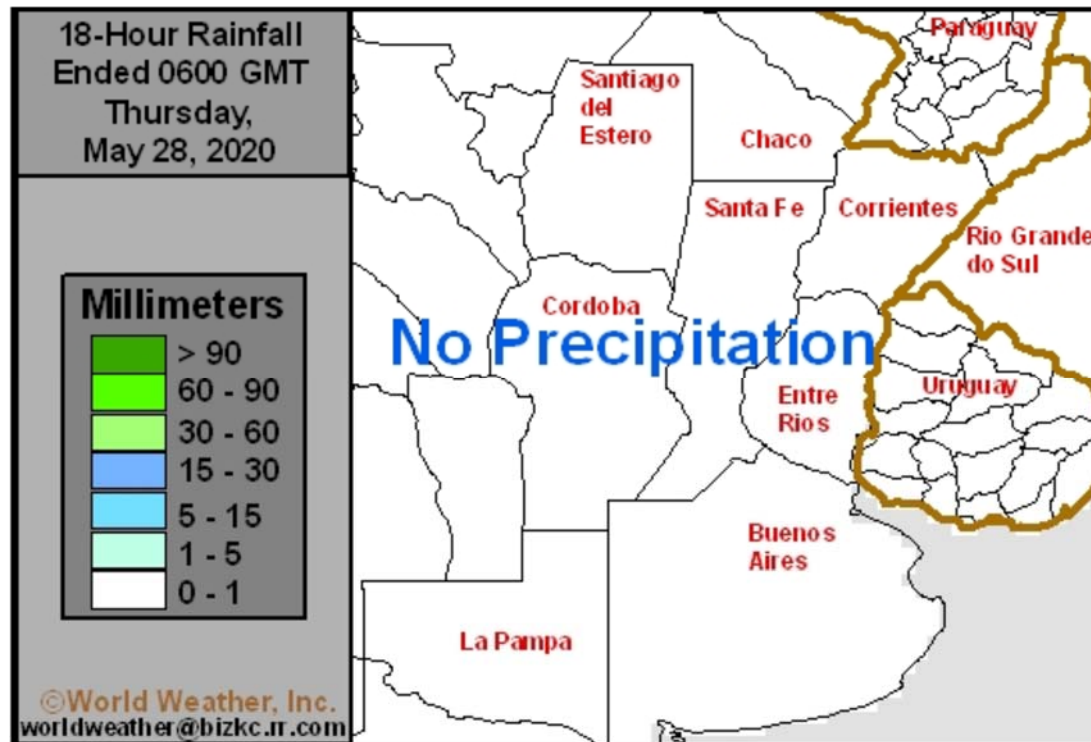 18-Hour Rainfall
Ended 0600 GMT
Thursday,
May 28, 2020
Millimeters
> 90
60 - 90
30 - 60
15 - 30
5 - 15
1 - 5
0 - 1
©World Weather, Inc.
worldweather@bizkc.rr.com
Paraguay
Santiago
del
Estero
Chaco
Santa Fe
Corrientes
Rio Grande
do Sul
Cordoba
No Precipitation
Uruguay
Entre
Rios
Buenos
Aires
La Pampa